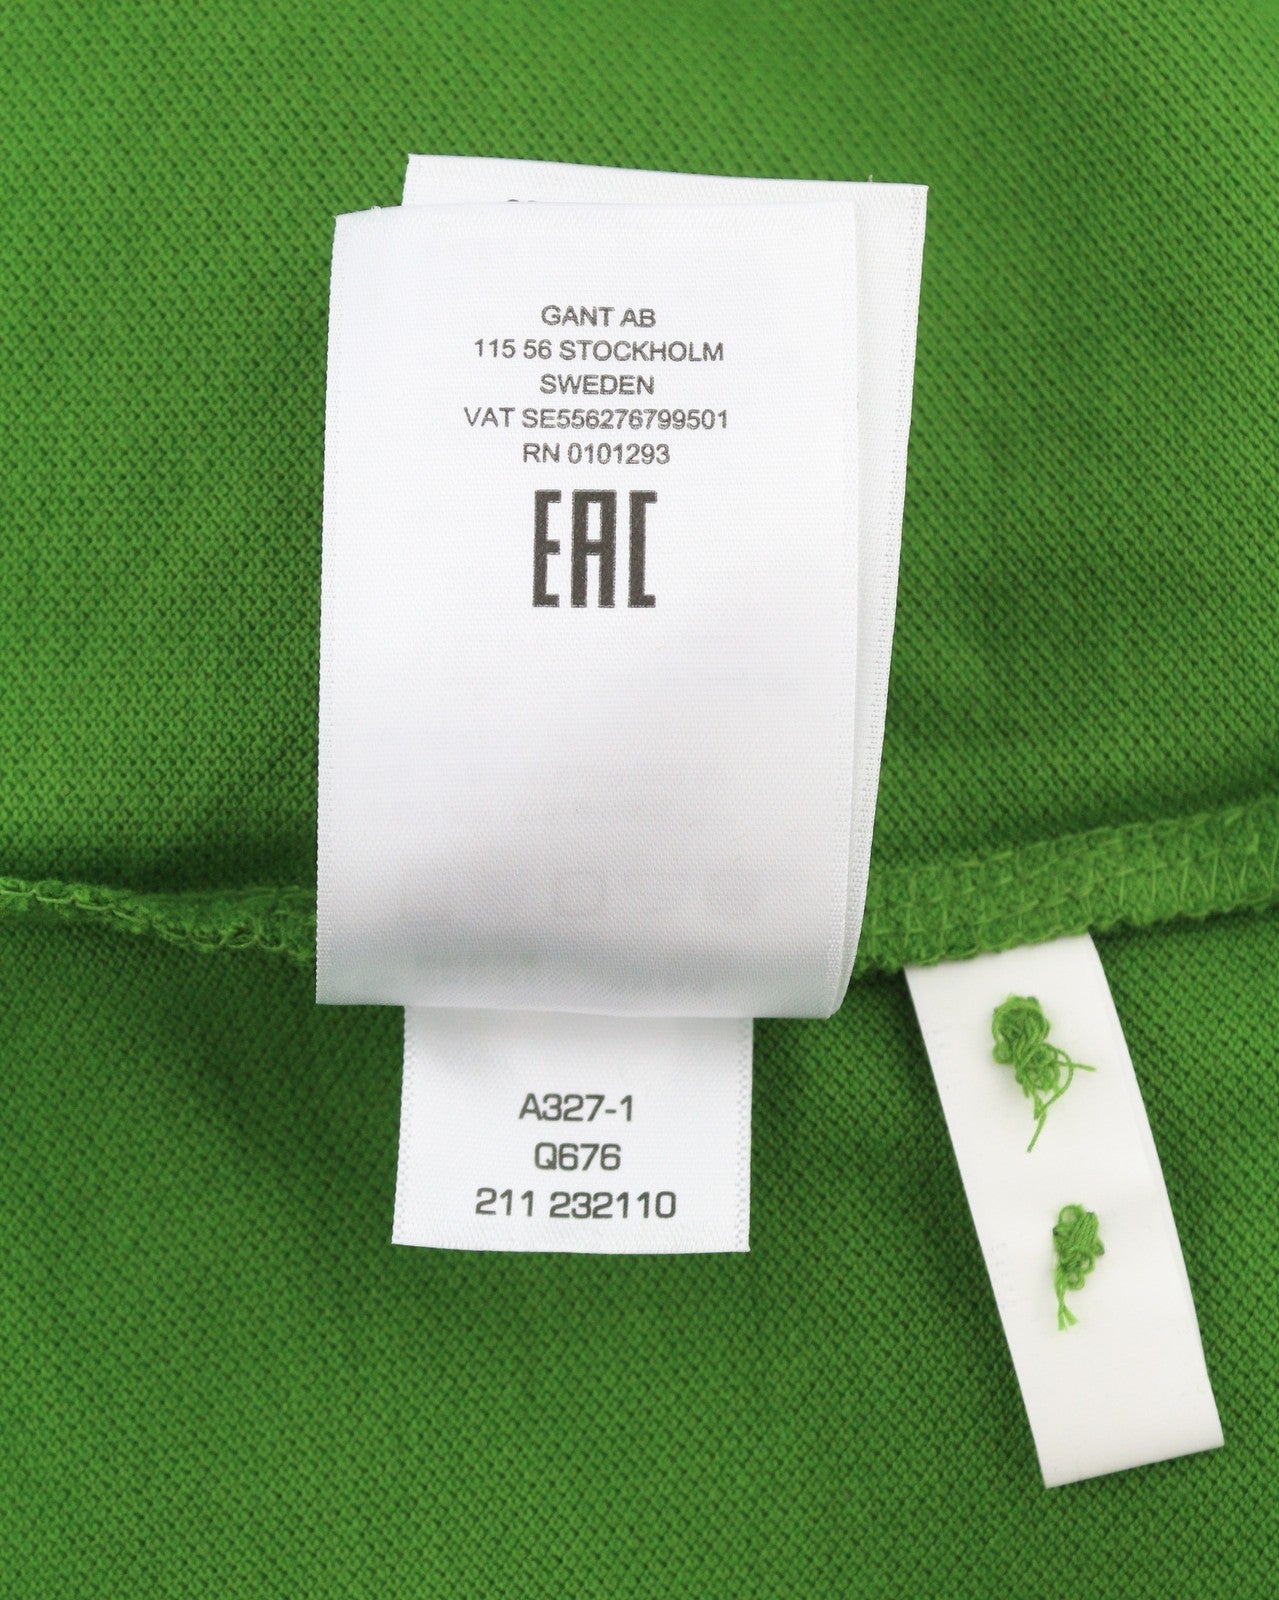 GANT AB
115 56 STOCKHOLM
SWEDEN
VAT SE556276799501
RN 0101293
EAC
A327-1
Q676
211 232110